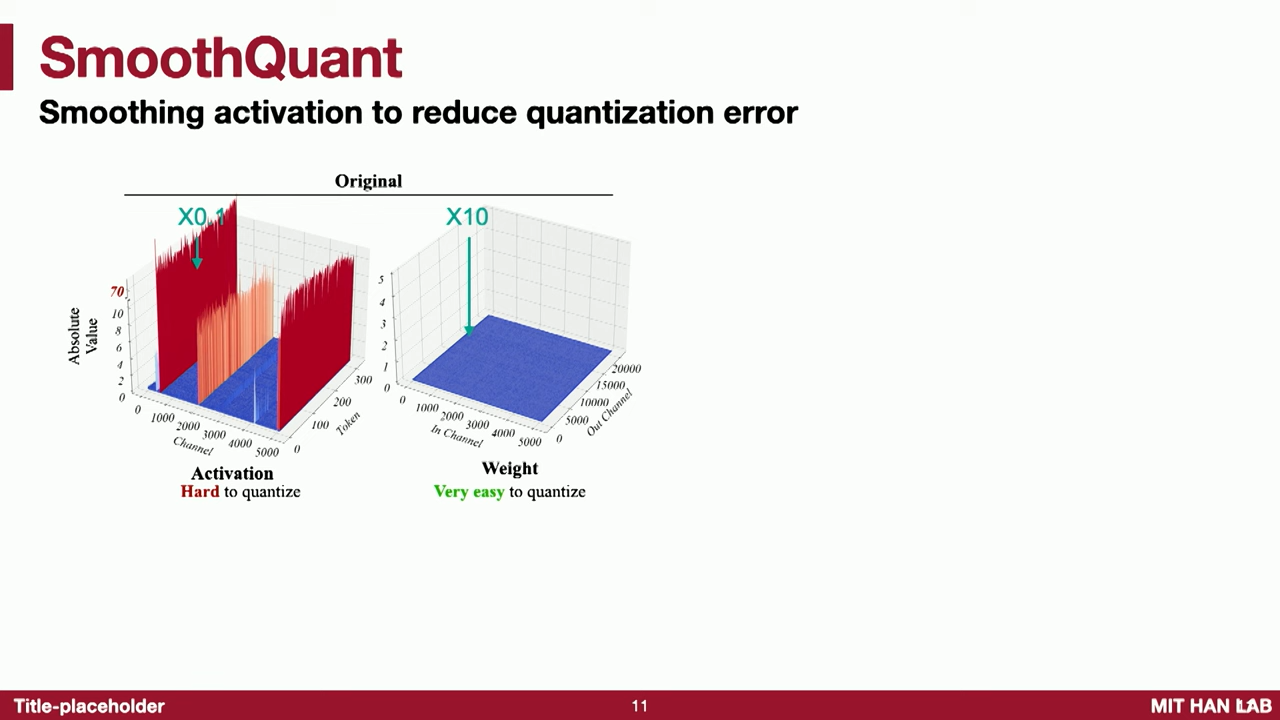 SmoothQuant
Smoothing activation to reduce quantization error
Original
X0.1
X10
70
10
8
6
4
2
0
Absolute
Value
0
1000
2000
3000
4000
5000
Channel
0
100
200
300
Token
5
4
3
2
1
0
0
1000
2000
3000
4000
5000
In Channel
0
5000
10000
15000
20000
Out Channel
Activation
Hard to quantize
Weight
Very easy to quantize
Title-placeholder
11
MIT HAN LAB